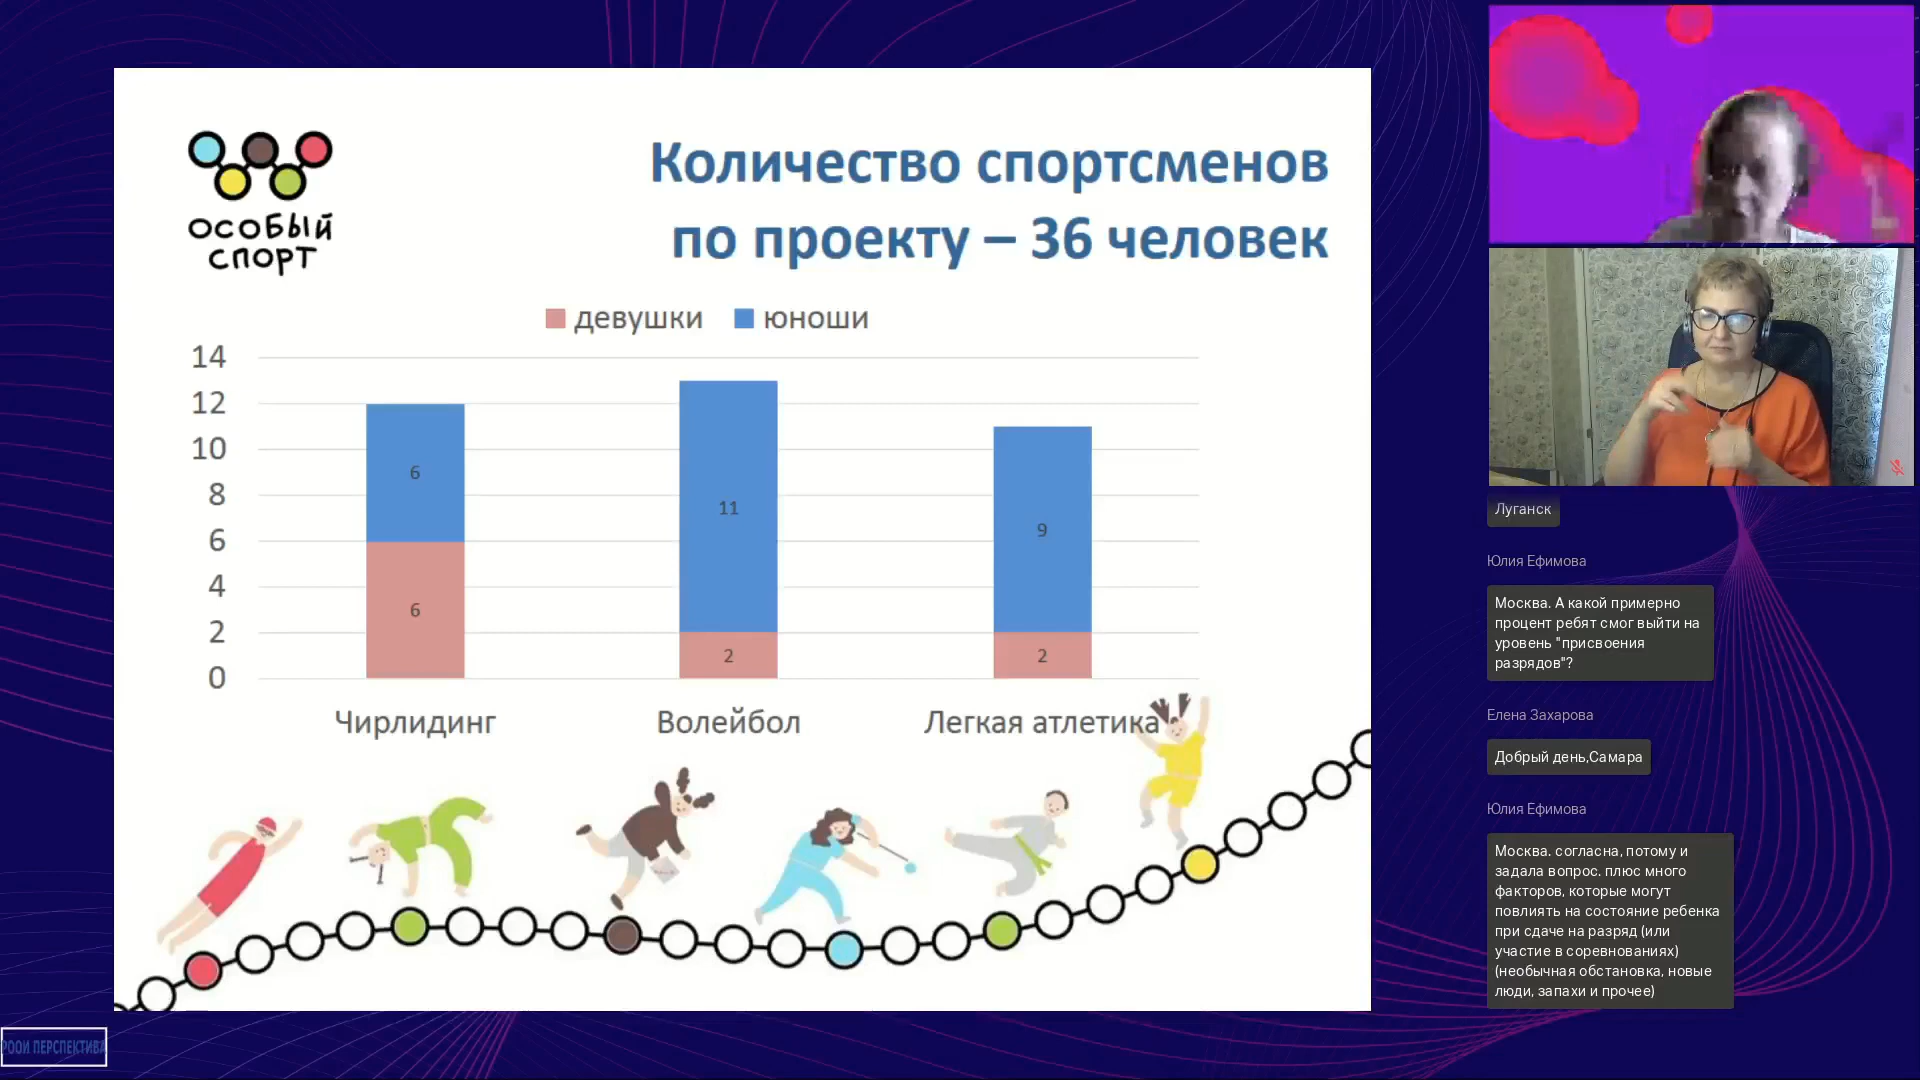 ОСОБЫЙ
СПОРТ
Количество спортсменов
по проекту – 36 человек
девушки юноши
14
12
10
8
6
4
2
0
6
11
9
6
2
2
Чирлидинг Волейбол Легкая атлетика
РООИ ПЕРСПЕКТИВА
Луганск
Юлия Ефимова
Москва. А какой примерно
процент ребят смог выйти на
уровень "присвоения
разрядов"?
Елена Захарова
Добрый день,Самара
Юлия Ефимова
Москва. согласна, потому и
задала вопрос. плюс много
факторов, которые могут
повлиять на состояние ребенка
при сдаче на разряд (или
участие в соревнованиях)
(необычная обстановка, новые
люди, запахи и прочее)